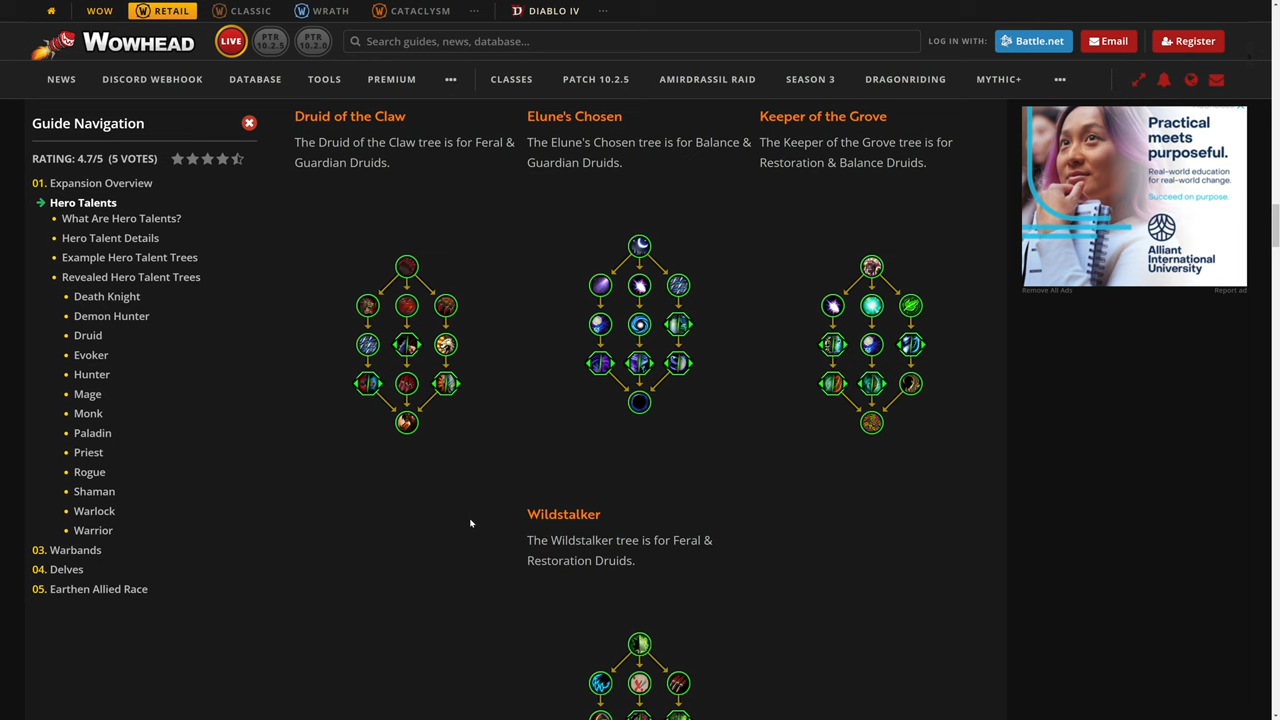 WOW
RETAIL
CLASSIC
WRATH
CATACLYSM
DIABLO IV
WOWHEAD
LIVE
PTR
10.2.5
PTR
10.2.0
Search guides, news, database...
LOG IN WITH:
Battle.net
Email
Register
NEWS
DISCORD WEBHOOK
DATABASE
TOOLS
PREMIUM
CLASSES
PATCH 10.2.5
AMIRDRASSIL RAID
SEASON 3
DRAGONRIDING
MYTHIC+
Guide Navigation
RATING: 4.7/5 (5 VOTES)
01. Expansion Overview
Hero Talents
What Are Hero Talents?
Hero Talent Details
Example Hero Talent Trees
Revealed Hero Talent Trees
Death Knight
Demon Hunter
Druid
Evoker
Hunter
Mage
Monk
Paladin
Priest
Rogue
Shaman
Warlock
Warrior
03. Warbands
04. Delves
05. Earthen Allied Race
Druid of the Claw
The Druid of the Claw tree is for Feral &
Guardian Druids.
Elune's Chosen
The Elune's Chosen tree is for Balance &
Guardian Druids.
Keeper of the Grove
The Keeper of the Grove tree is for
Restoration & Balance Druids.
Wildstalker
The Wildstalker tree is for Feral &
Restoration Druids.
Practical
meets
purposeful.
Real-world education
for real-world change.
Succeed on purpose.
Alliant
International
University
Remove All Ads
Report ad